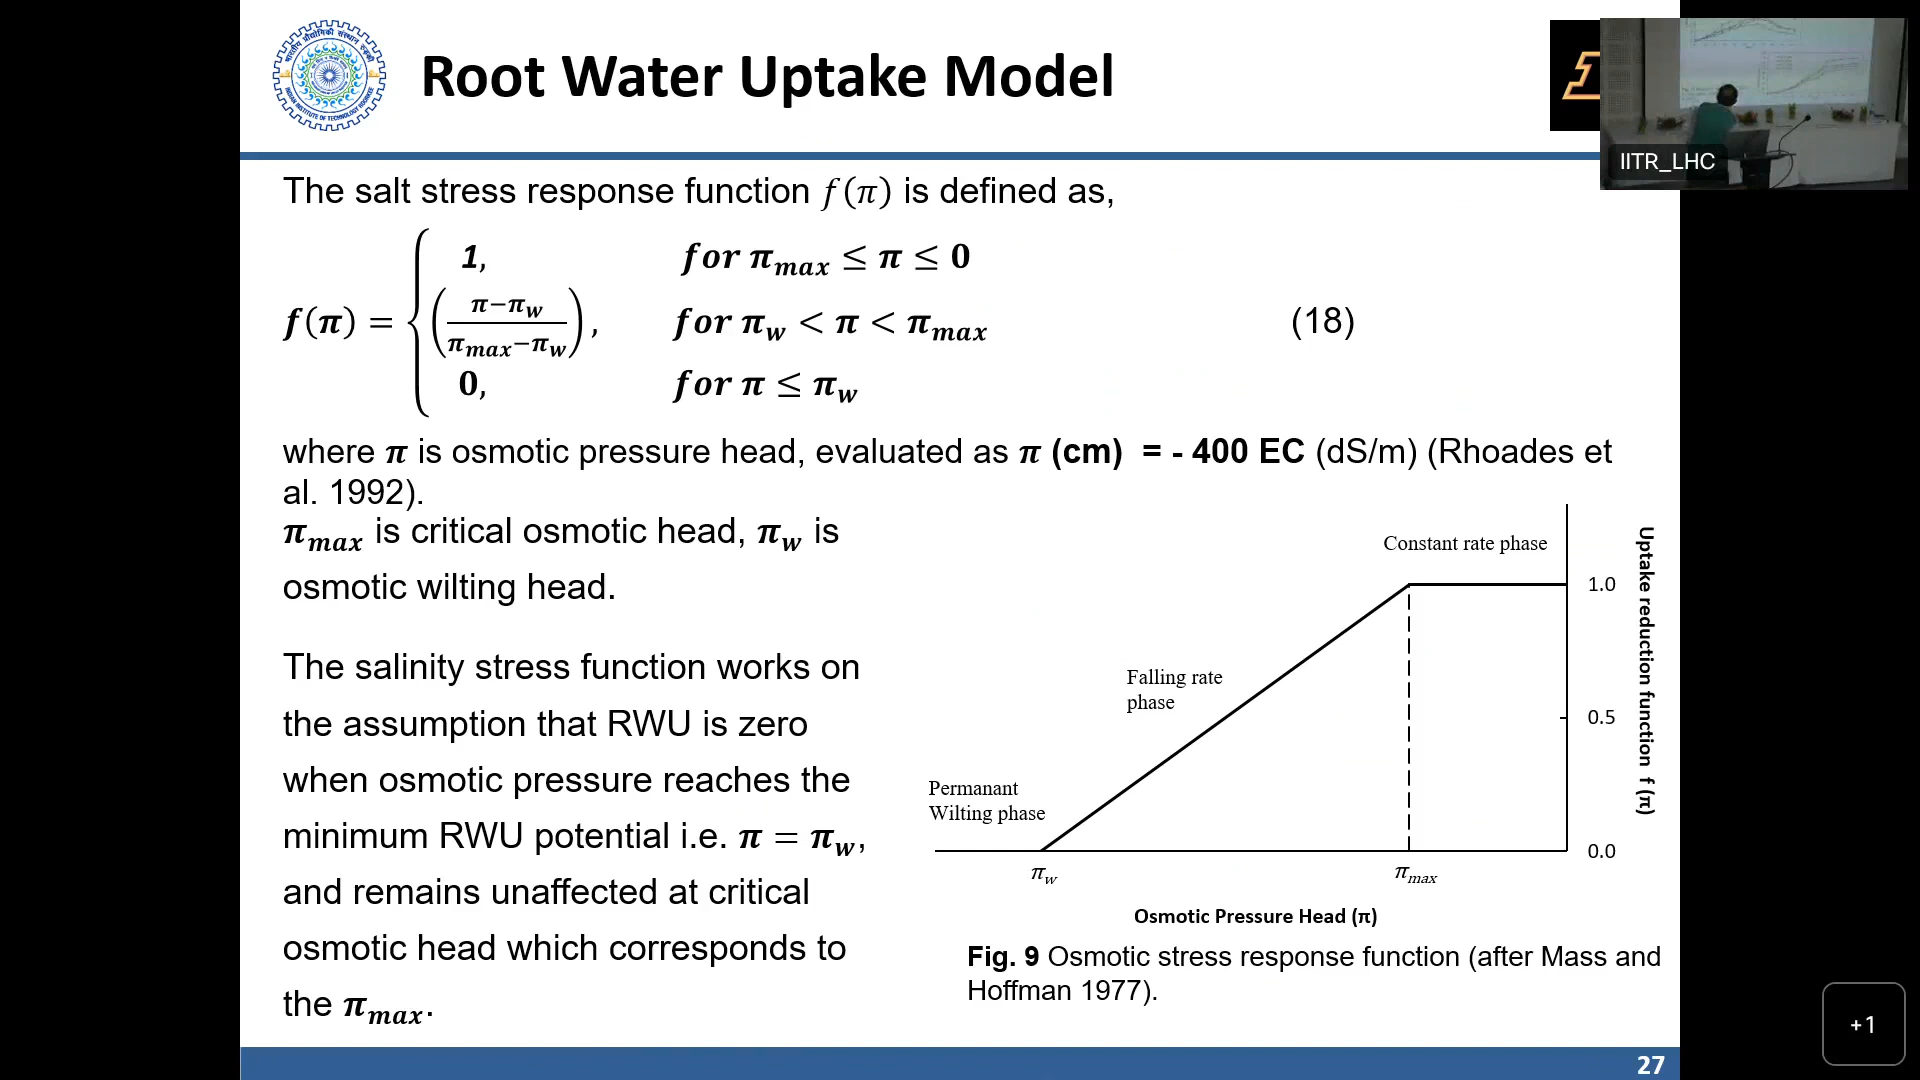 Root Water Uptake Model
IITR_LHC
The salt stress response function f(π) is defined as,
f(π) = { 1, for π_max ≤ π ≤ 0
((π−π_w)/(π_max−π_w)), for π_w < π < π_max (18)
0, for π ≤ π_w
where π is osmotic pressure head, evaluated as π (cm) = - 400 EC (dS/m) (Rhoades et
al. 1992).
π_max is critical osmotic head, π_w is
osmotic wilting head.
The salinity stress function works on
the assumption that RWU is zero
when osmotic pressure reaches the
minimum RWU potential i.e. π = π_w,
and remains unaffected at critical
osmotic head which corresponds to
the π_max.
Constant rate phase
Falling rate
phase
Permanant
Wilting phase
1.0
0.5
0.0
Uptake reduction function f (π)
π_w
π_max
Osmotic Pressure Head (π)
Fig. 9 Osmotic stress response function (after Mass and
Hoffman 1977).
27
+1